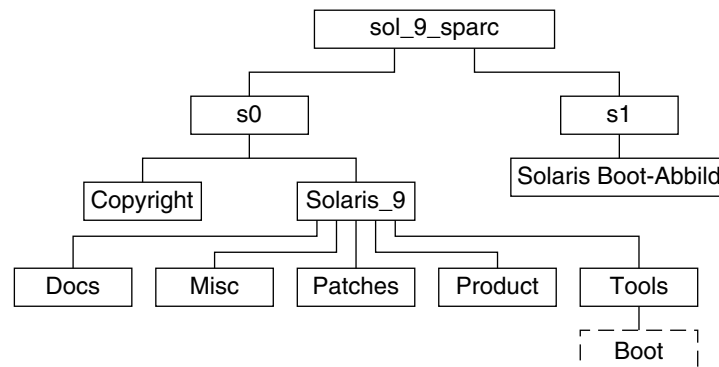 sol_9_sparc
s0
s1
Copyright
Solaris_9
Solaris Boot-Abbild
Docs
Misc
Patches
Product
Tools
Boot